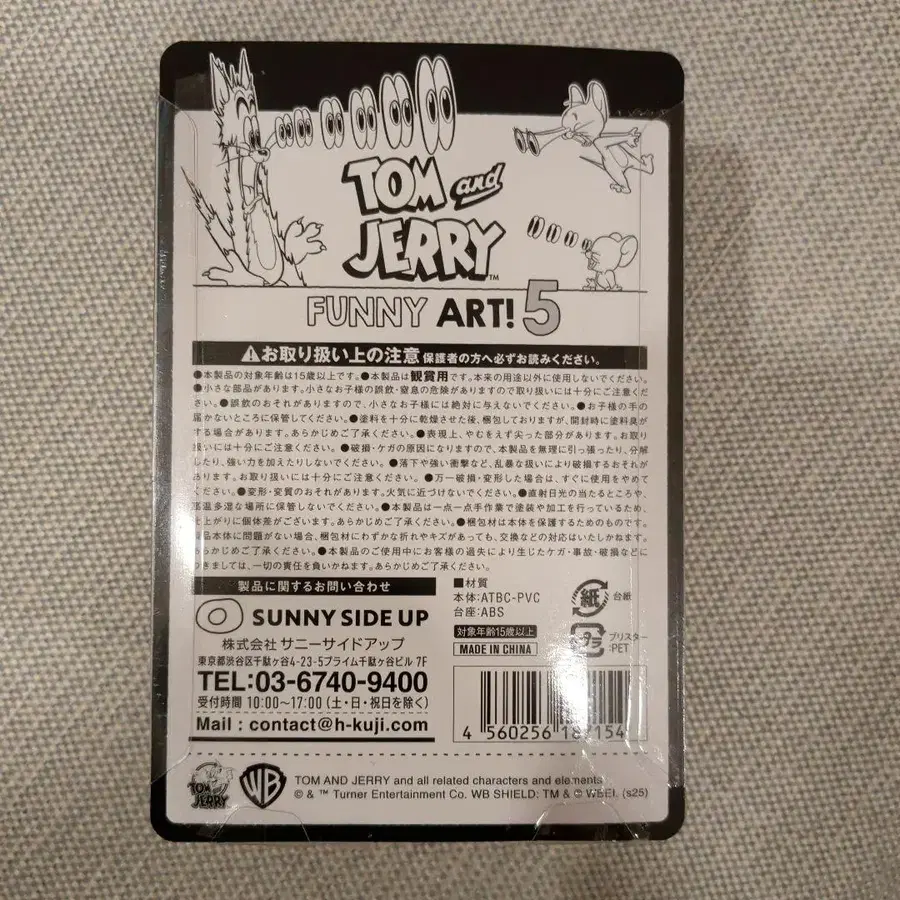 TOM and
JERRY™
FUNNY ART! 5
⚠お取り扱い上の注意 保護者の方へ必ずお読みください。
●本製品の対象年齢は15歳以上です。●本製品は観賞用です。本来の用途以外に使用しないでください。
●小さな部品があります。小さなお子様の誤飲・窒息の危険がありますので取り扱いには十分にご注意くだ
さい。●誤飲のおそれがありますので、小さなお子様には絶対に与えないでください。●お子様の手の
届かないところに保管してください。●塗料を十分に乾燥させた後、梱包しておりますが、開封時に塗料臭が
する場合があります。あらかじめご了承ください。●表現上、やむをえず尖った部分があります。お取り
扱いには十分にご注意ください。●破損・ケガの原因になりますので、本製品を無理に引っ張ったり、分解
したり、強い力を加えたりしないでください。●落下や強い衝撃など、乱暴な扱いにより破損するおそれが
あります。お取り扱いには十分にご注意ください。●万一破損・変形した場合は、すぐに使用をやめて
ください。●変形・変質のおそれがあります。火気に近づけないでください。●直射日光の当たるところや、
高温多湿な場所に保管しないでください。●本製品は一点一点手作業で塗装や加工を行っているため、
仕上がりに個体差がございます。あらかじめご了承ください。●梱包材は本体を保護するためのものです。
製品本体に問題がない場合、梱包材にわずかな折れやキズがあっても、交換などの対応はいたしかねます。
あらかじめご了承ください。●本製品のご使用中にお客様の過失により生じたケガ・事故・破損などに
つきましては、一切の責任を負いかねます。あらかじめご了承ください。
製品に関するお問い合わせ
SUNNY SIDE UP
株式会社 サニーサイドアップ
東京都渋谷区千駄ヶ谷4-23-5プライム千駄ヶ谷ビル 7F
TEL:03-6740-9400
受付時間 10:00〜17:00 (土・日・祝日を除く)
Mail : contact@h-kuji.com
■材質
本体:ATBC-PVC
台座:ABS
対象年齢15歳以上
MADE IN CHINA
紙 台紙
プラ ブリスター
:PET
4 560256 187154
TOM and JERRY
WB
TOM AND JERRY and all related characters and elements
© & ™ Turner Entertainment Co. WB SHIELD: TM & © WBEI. (s25)